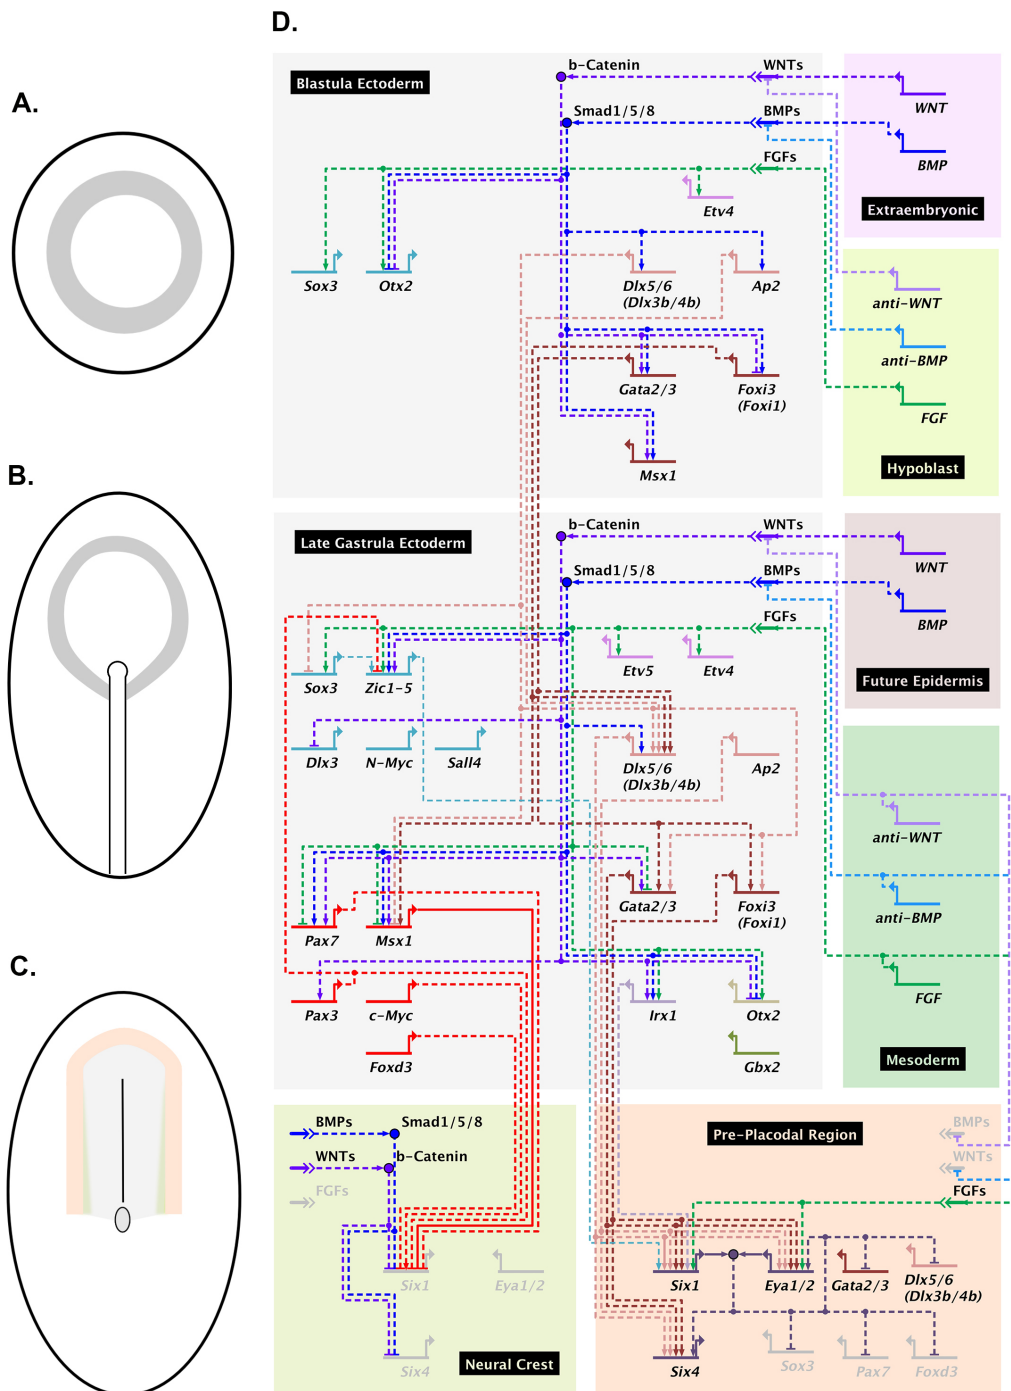 D.
A.
B.
C.
Blastula Ectoderm
b-Catenin
WNTs
WNT
Smad1/5/8
BMPs
BMP
FGFs
Extraembryonic
Etv4
Sox3
Otx2
Dlx5/6
(Dlx3b/4b)
Ap2
anti-WNT
anti-BMP
Gata2/3
Foxi3
(Foxi1)
FGF
Msx1
Hypoblast
Late Gastrula Ectoderm
b-Catenin
WNTs
WNT
Smad1/5/8
BMPs
BMP
FGFs
Future Epidermis
Sox3
Zic1-5
Etv5
Etv4
Dlx3
N-Myc
Sall4
Dlx5/6
(Dlx3b/4b)
Ap2
anti-WNT
Gata2/3
Foxi3
(Foxi1)
anti-BMP
Pax7
Msx1
FGF
Pax3
c-Myc
Irx1
Otx2
Foxd3
Gbx2
Mesoderm
BMPs
Smad1/5/8
WNTs
b-Catenin
FGFs
Six1
Eya1/2
Six4
Neural Crest
Pre-Placodal Region
BMPs
WNTs
FGFs
Six1
Eya1/2
Gata2/3
Dlx5/6
(Dlx3b/4b)
Six4
Sox3
Pax7
Foxd3